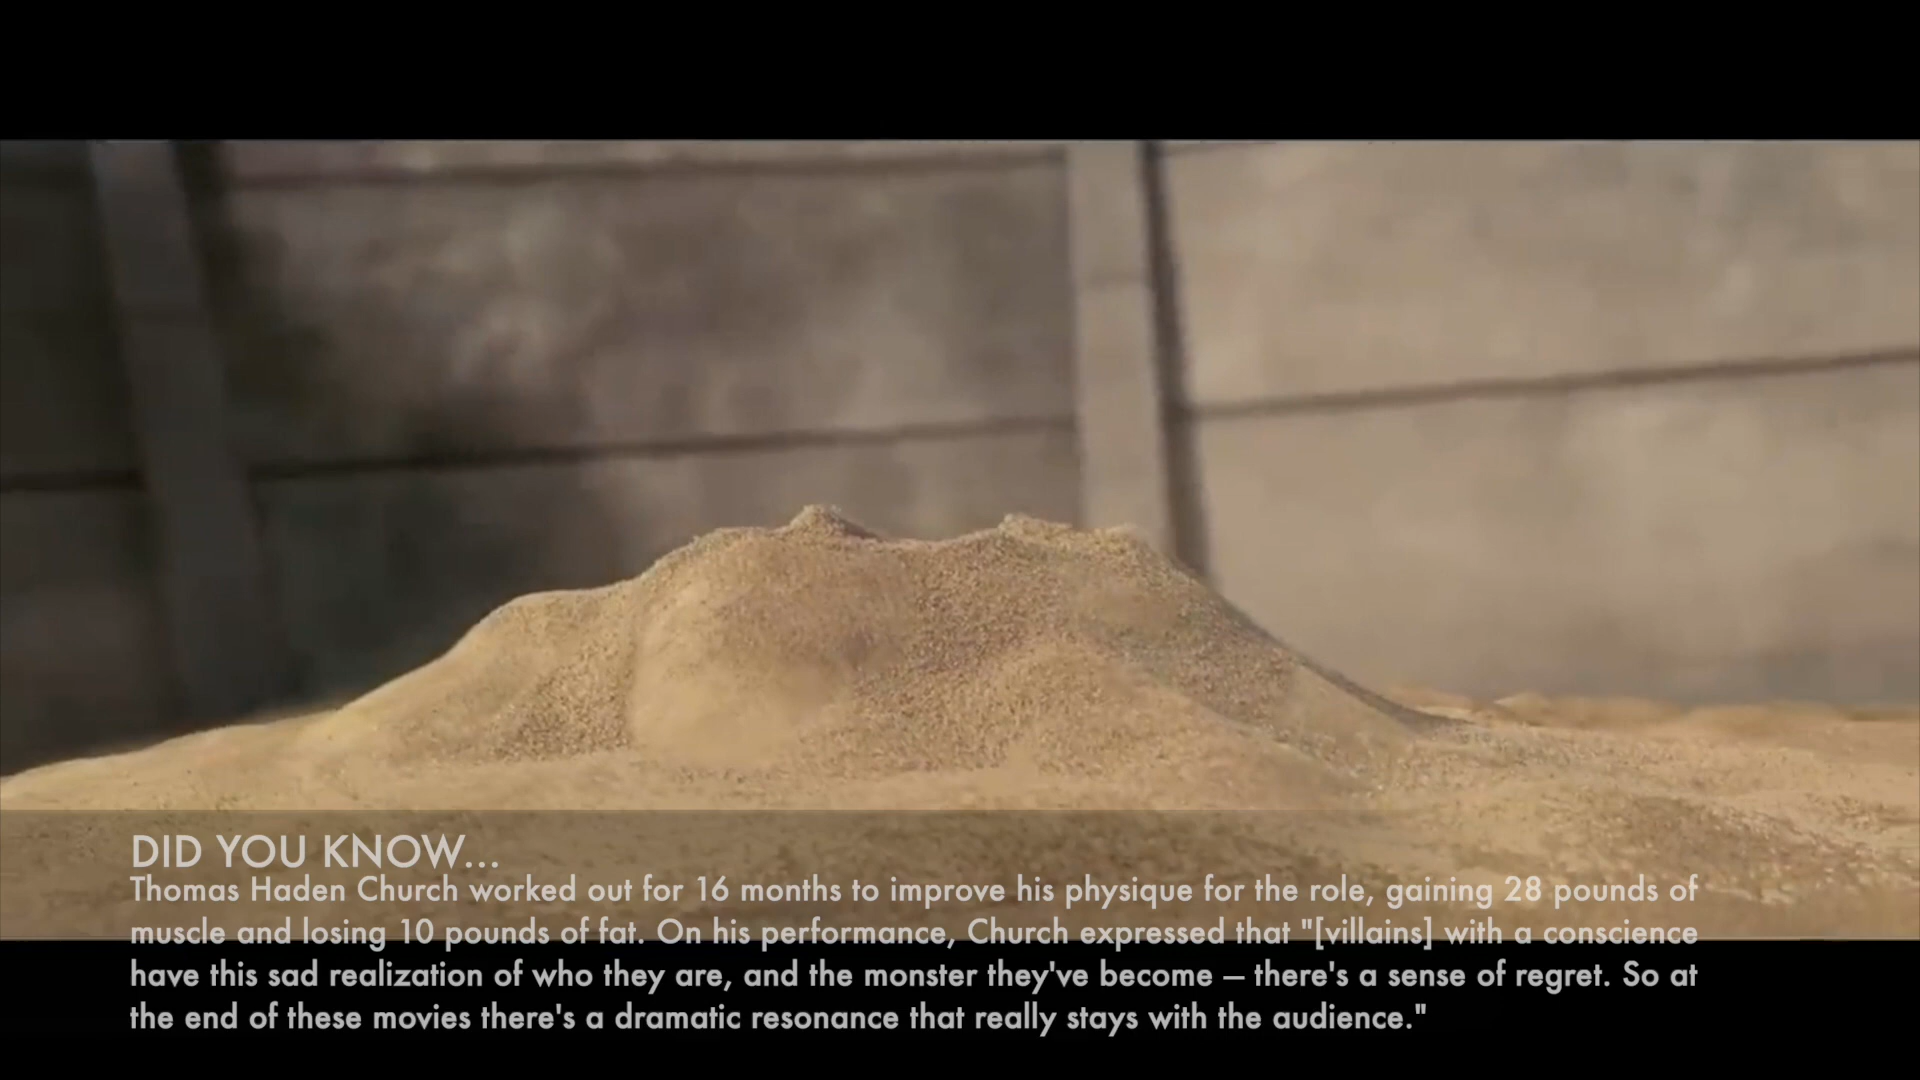 DID YOU KNOW...
Thomas Haden Church worked out for 16 months to improve his physique for the role, gaining 28 pounds of
muscle and losing 10 pounds of fat. On his performance, Church expressed that "[villains] with a conscience
have this sad realization of who they are, and the monster they've become — there's a sense of regret. So at
the end of these movies there's a dramatic resonance that really stays with the audience."